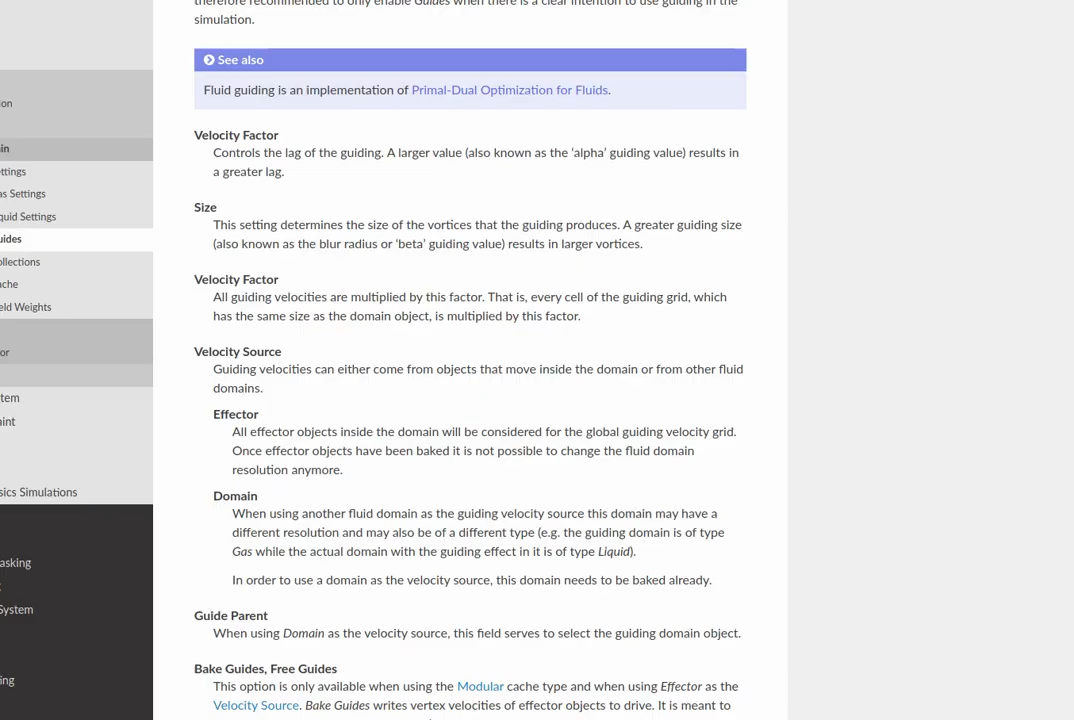 therefore recommended to only enable Guides when there is a clear intention to use guiding in the
simulation.
See also
Fluid guiding is an implementation of Primal-Dual Optimization for Fluids.
Velocity Factor
Controls the lag of the guiding. A larger value (also known as the ‘alpha’ guiding value) results in
a greater lag.
Size
This setting determines the size of the vortices that the guiding produces. A greater guiding size
(also known as the blur radius or ‘beta’ guiding value) results in larger vortices.
Velocity Factor
All guiding velocities are multiplied by this factor. That is, every cell of the guiding grid, which
has the same size as the domain object, is multiplied by this factor.
Velocity Source
Guiding velocities can either come from objects that move inside the domain or from other fluid
domains.
Effector
All effector objects inside the domain will be considered for the global guiding velocity grid.
Once effector objects have been baked it is not possible to change the fluid domain
resolution anymore.
Domain
When using another fluid domain as the guiding velocity source this domain may have a
different resolution and may also be of a different type (e.g. the guiding domain is of type
Gas while the actual domain with the guiding effect in it is of type Liquid).
In order to use a domain as the velocity source, this domain needs to be baked already.
Guide Parent
When using Domain as the velocity source, this field serves to select the guiding domain object.
Bake Guides, Free Guides
This option is only available when using the Modular cache type and when using Effector as the
Velocity Source. Bake Guides writes vertex velocities of effector objects to drive. It is meant to
ion
in
ttings
as Settings
quid Settings
uides
ollections
ache
eld Weights
or
tem
aint
sics Simulations
asking
System
ing